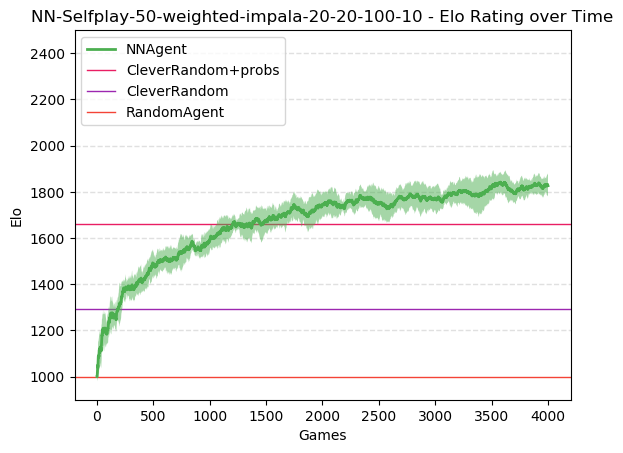 NN-Selfplay-50-weighted-impala-20-20-100-10 - Elo Rating over Time
NNAgent
CleverRandom+probs
CleverRandom
RandomAgent
2400
2200
2000
1800
1600
1400
1200
1000
Elo
0 500 1000 1500 2000 2500 3000 3500 4000
Games